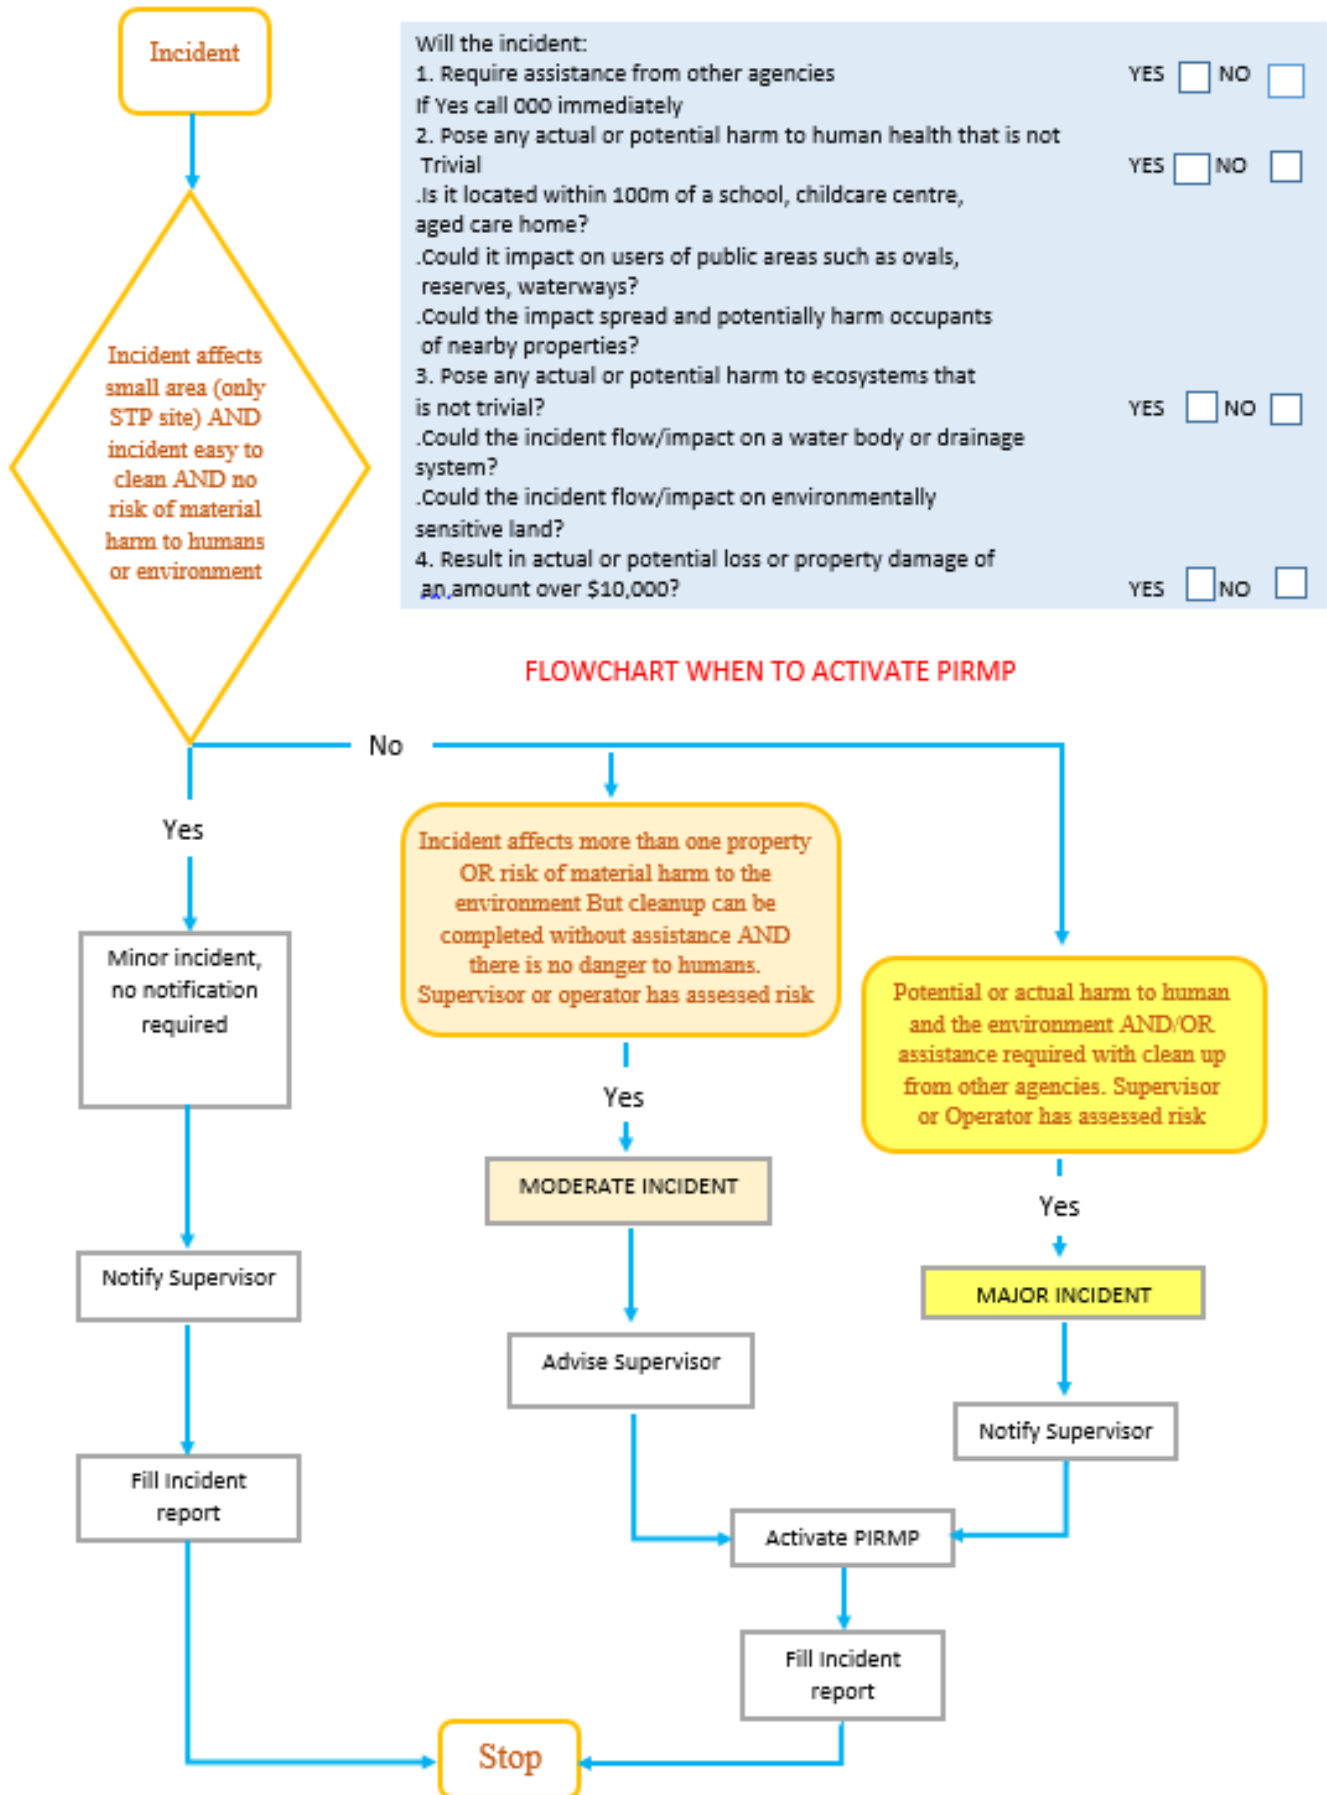 Incident
Will the incident:
1. Require assistance from other agencies
YES NO
If Yes call 000 immediately
2. Pose any actual or potential harm to human health that is not
Trivial
YES NO
.Is it located within 100m of a school, childcare centre,
aged care home?
.Could it impact on users of public areas such as ovals,
reserves, waterways?
.Could the impact spread and potentially harm occupants
of nearby properties?
3. Pose any actual or potential harm to ecosystems that
is not trivial?
YES NO
.Could the incident flow/impact on a water body or drainage
system?
.Could the incident flow/impact on environmentally
sensitive land?
4. Result in actual or potential loss or property damage of
an,amount over $10,000?
YES NO
Incident affects
small area (only
STP site) AND
incident easy to
clean AND no
risk of material
harm to humans
or environment
FLOWCHART WHEN TO ACTIVATE PIRMP
No
Yes
Incident affects more than one property
OR risk of material harm to the
environment But cleanup can be
completed without assistance AND
there is no danger to humans.
Supervisor or operator has assessed risk
Minor incident,
no notification
required
Potential or actual harm to human
and the environment AND/OR
assistance required with clean up
from other agencies. Supervisor
or Operator has assessed risk
Yes
MODERATE INCIDENT
Yes
Notify Supervisor
MAJOR INCIDENT
Advise Supervisor
Notify Supervisor
Fill Incident
report
Activate PIRMP
Fill Incident
report
Stop